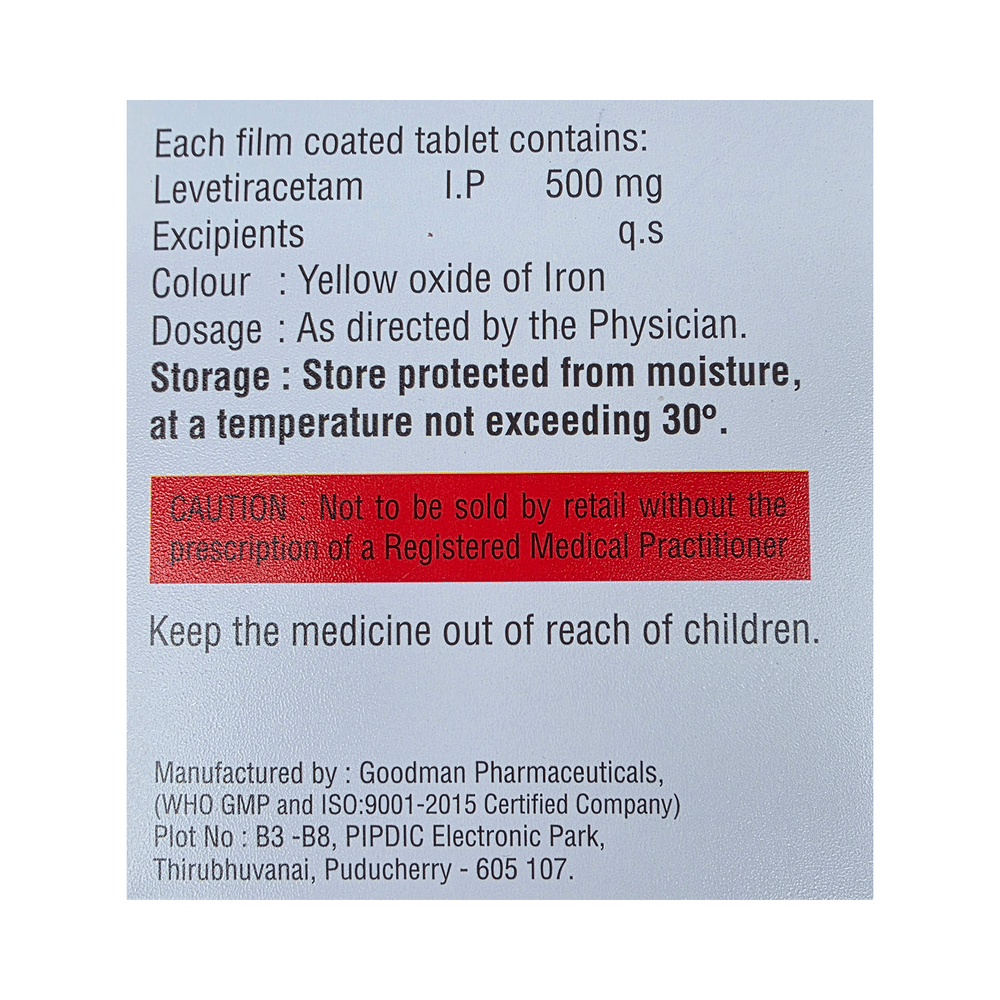 Each film coated tablet contains:
Levetiracetam I.P 500 mg
Excipients q.s
Colour : Yellow oxide of Iron
Dosage : As directed by the Physician.
Storage : Store protected from moisture,
at a temperature not exceeding 30º.
CAUTION : Not to be sold by retail without the
prescription of a Registered Medical Practitioner
Keep the medicine out of reach of children.
Manufactured by : Goodman Pharmaceuticals,
(WHO GMP and ISO:9001-2015 Certified Company)
Plot No : B3 -B8, PIPDIC Electronic Park,
Thirubhuvanai, Puducherry - 605 107.